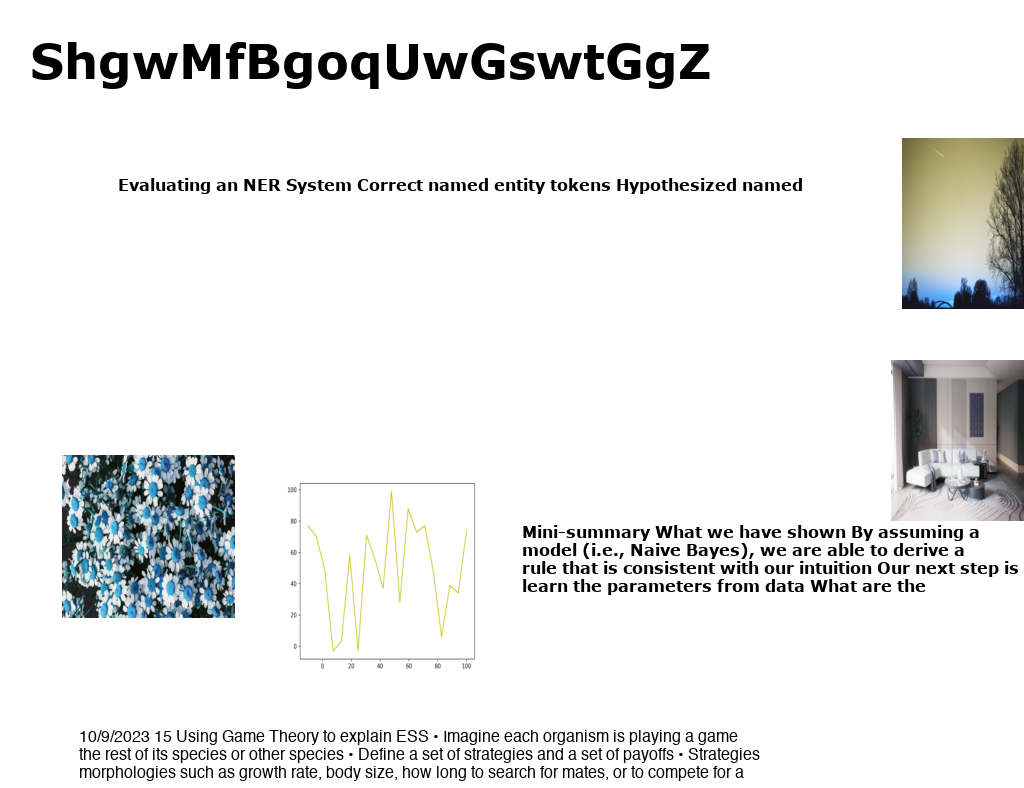 ShgwMfBgoqUwGswtGgZ
Evaluating an NER System Correct named entity tokens Hypothesized named
100
80
60
40
20
0
0 20 40 60 80 100
Mini-summary What we have shown By assuming a
model (i.e., Naive Bayes), we are able to derive a
rule that is consistent with our intuition Our next step is
learn the parameters from data What are the
10/9/2023 15 Using Game Theory to explain ESS • Imagine each organism is playing a game
the rest of its species or other species • Define a set of strategies and a set of payoffs • Strategies
morphologies such as growth rate, body size, how long to search for mates, or to compete for a